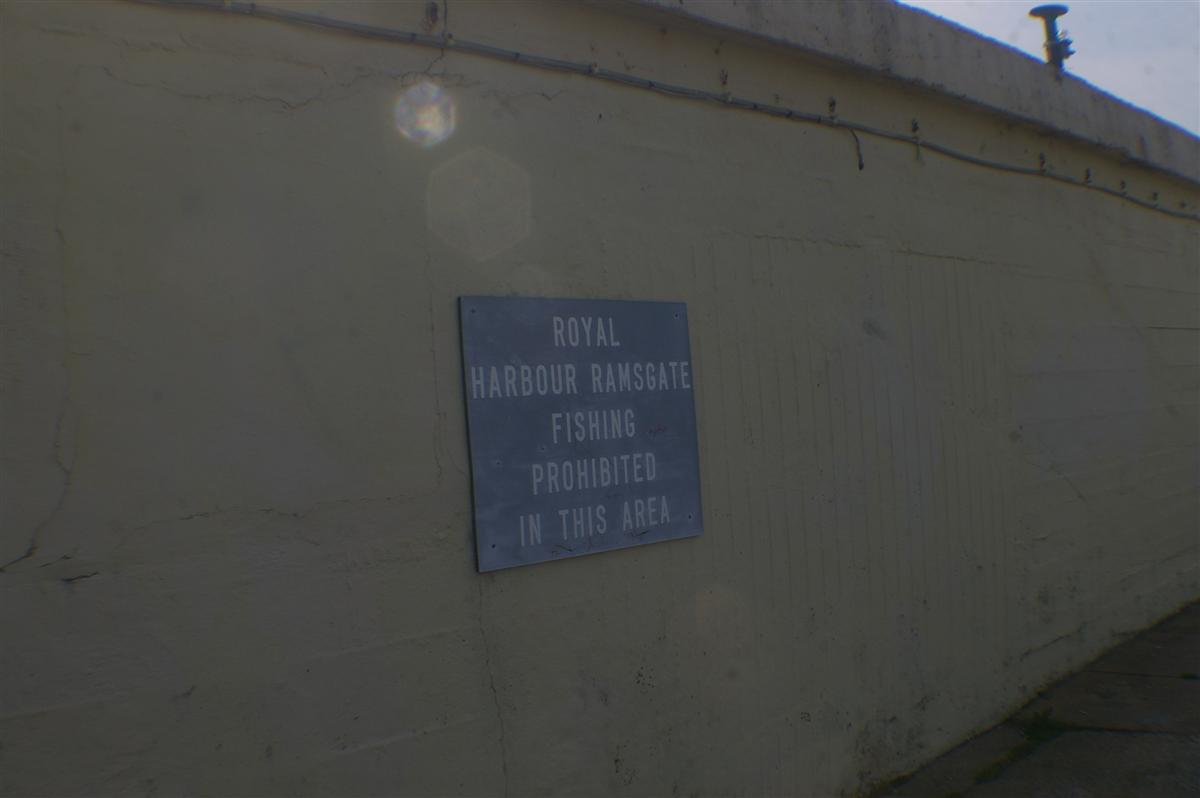 ROYAL
HARBOUR RAMSGATE
FISHING
PROHIBITED
IN THIS AREA